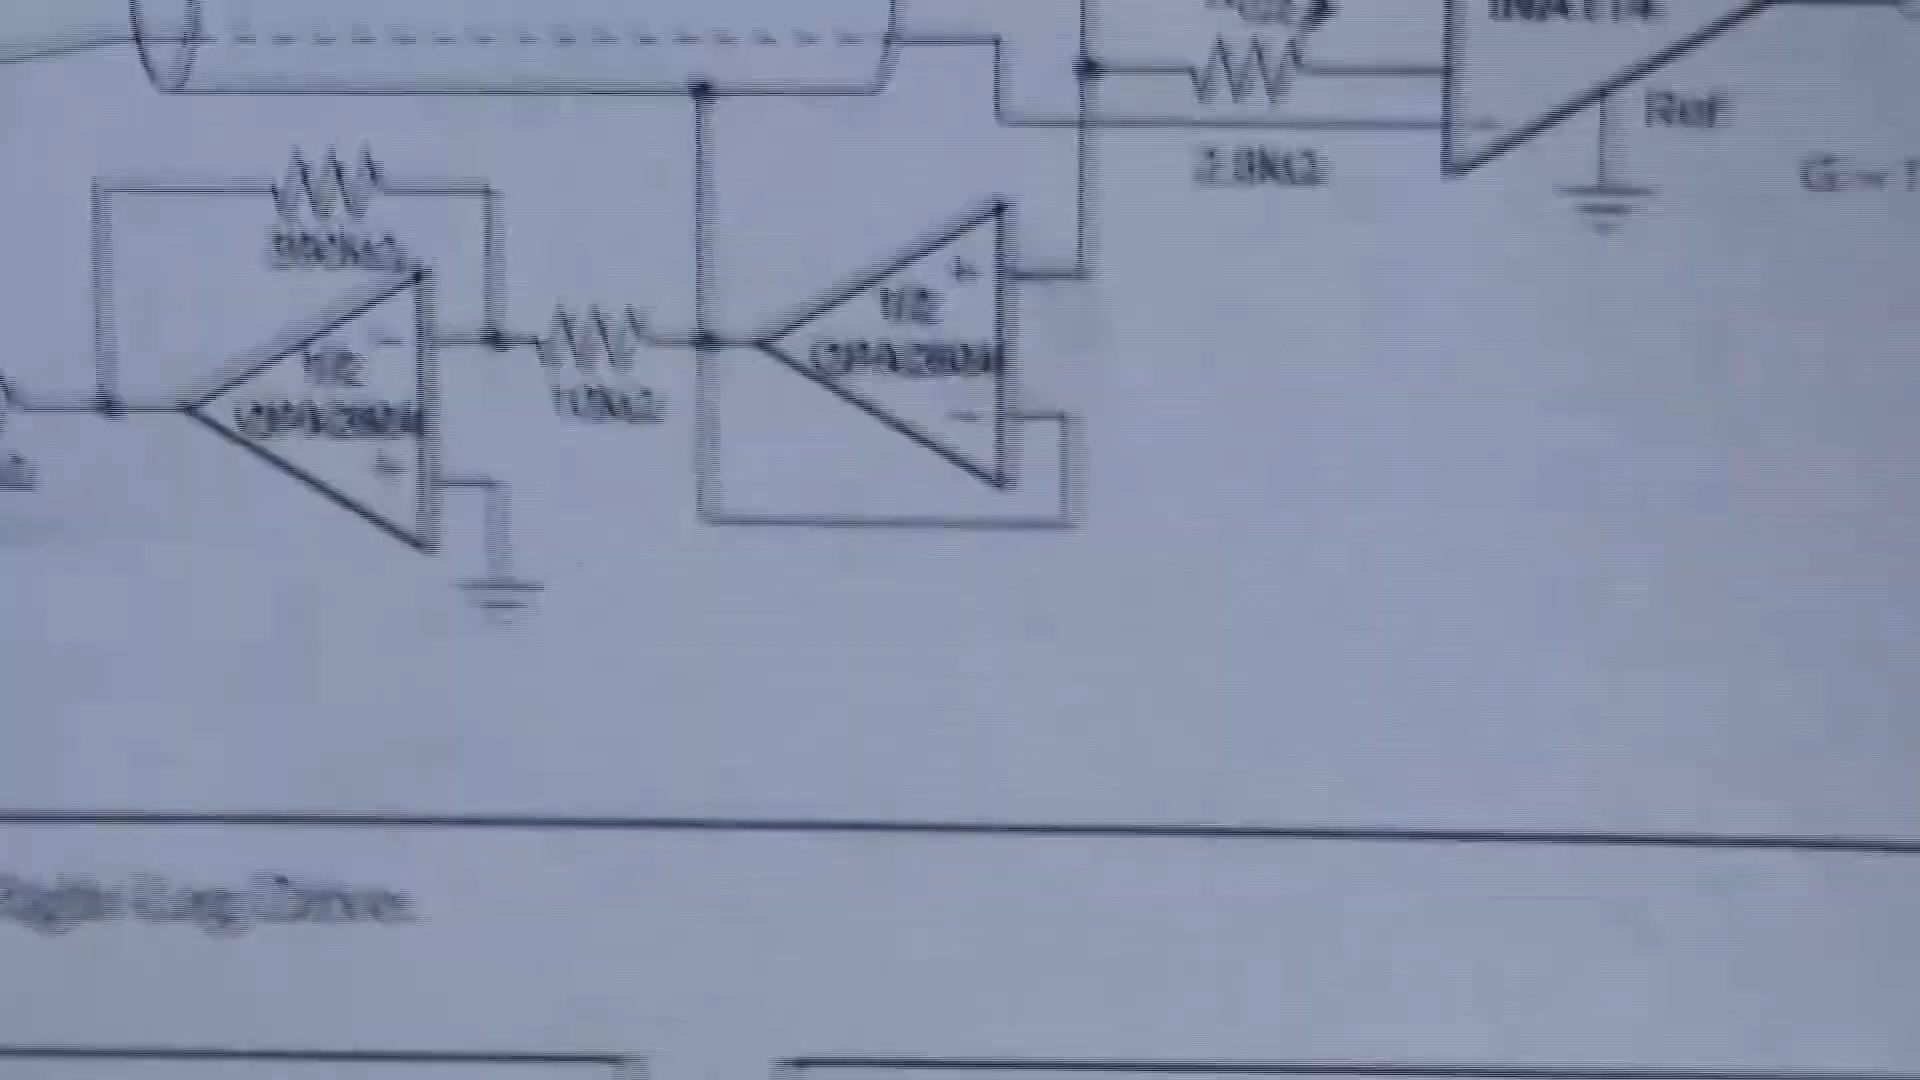 INA114
Ref
2.8kΩ
G = 1
390kΩ
1/2
OPA2604
10kΩ
1/2
OPA2604
Right-Leg Drive